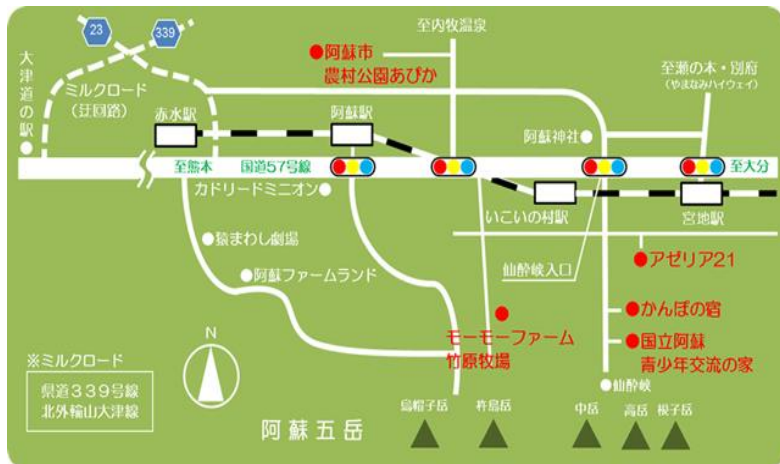 23
339
大津道の駅
ミルクロード
(迂回路)
赤水駅
阿蘇市
農村公園あぴか
阿蘇駅
至内牧温泉
至瀬の本・別府
(やまなみハイウェイ)
阿蘇神社
至熊本
国道57号線
至大分
カドリードミニオン
いこいの村駅
宮地駅
猿まわし劇場
仙酔峡入口
アゼリア21
阿蘇ファームランド
かんぽの宿
モーモーファーム
竹原牧場
国立阿蘇
青少年交流の家
仙酔峡
N
※ミルクロード
県道339号線
北外輪山大津線
阿蘇五岳
烏帽子岳
杵島岳
中岳
高岳
根子岳